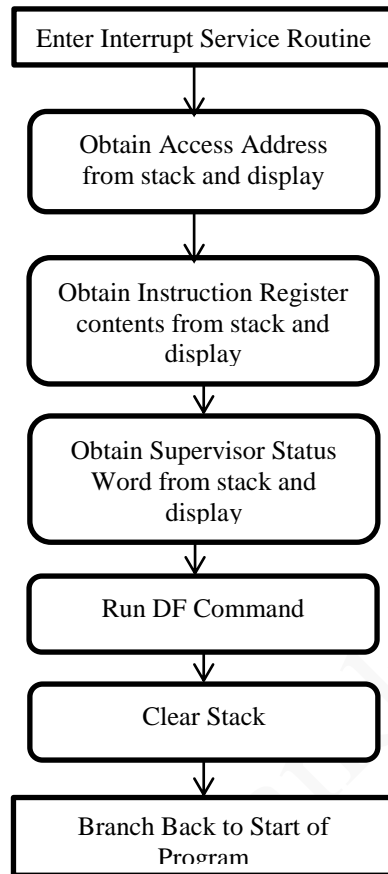 Enter Interrupt Service Routine
Obtain Access Address
from stack and display
Obtain Instruction Register
contents from stack and
display
Obtain Supervisor Status
Word from stack and
display
Run DF Command
Clear Stack
Branch Back to Start of
Program